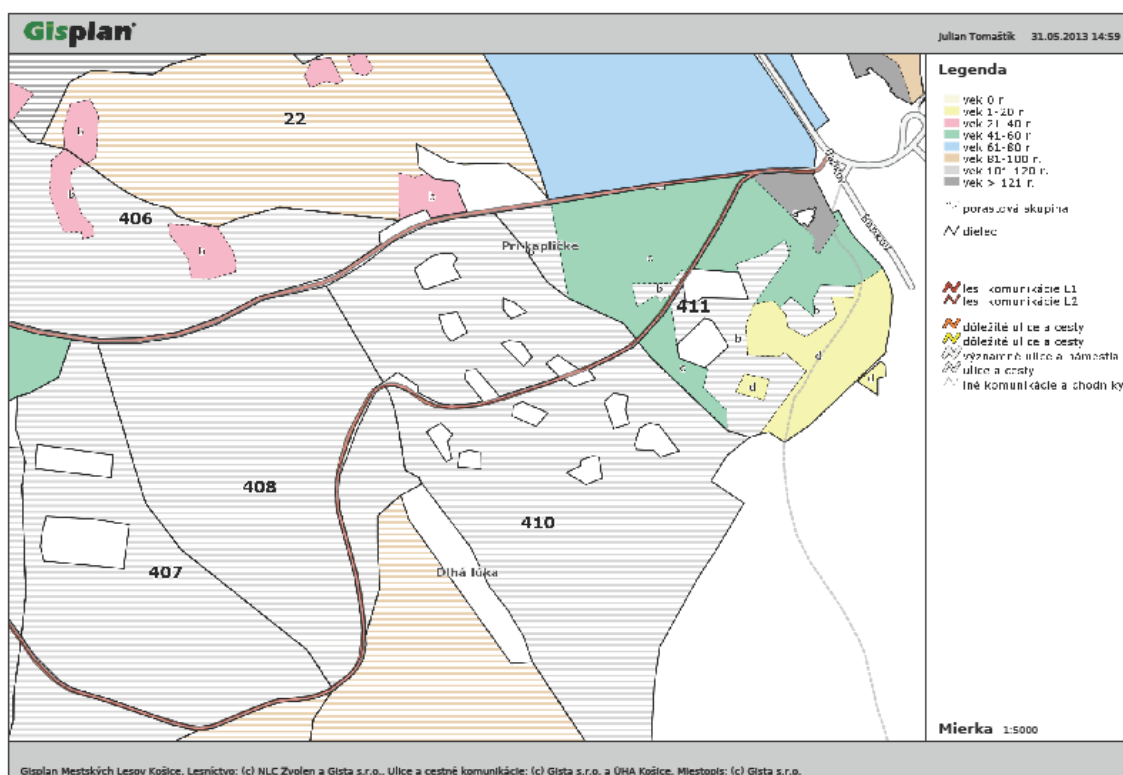 Gisplan
Julian Tomaštík 31.05.2013 14:59
Legenda
vek 0 r
vek 1-20 r
vek 21-40 r
vek 41-60 r
vek 61-80 r
vek 81-100 r.
vek 101-120 r.
vek > 121 r.
porastová skupina
dielec
les komunikácie L1
les komunikácie L2
dôležité ulice a cesty
dôležité ulice a cesty
významné ulice a námestia
ulice a cesty
iné komunikácie a chodníky
Mierka 1:5000
22
b
b
406
b
Pri kapličke
c
b
411
b
b
c
d
d
d
408
410
407
Dlhá lúka
Gisplan Mestských Lesov Košice. Lesníctvo: (c) NLC Zvolen a Gista s.r.o.. Ulice a cestné komunikácie: (c) Gista s.r.o. a ÚHA Košice. Miestopis: (c) Gista s.r.o.